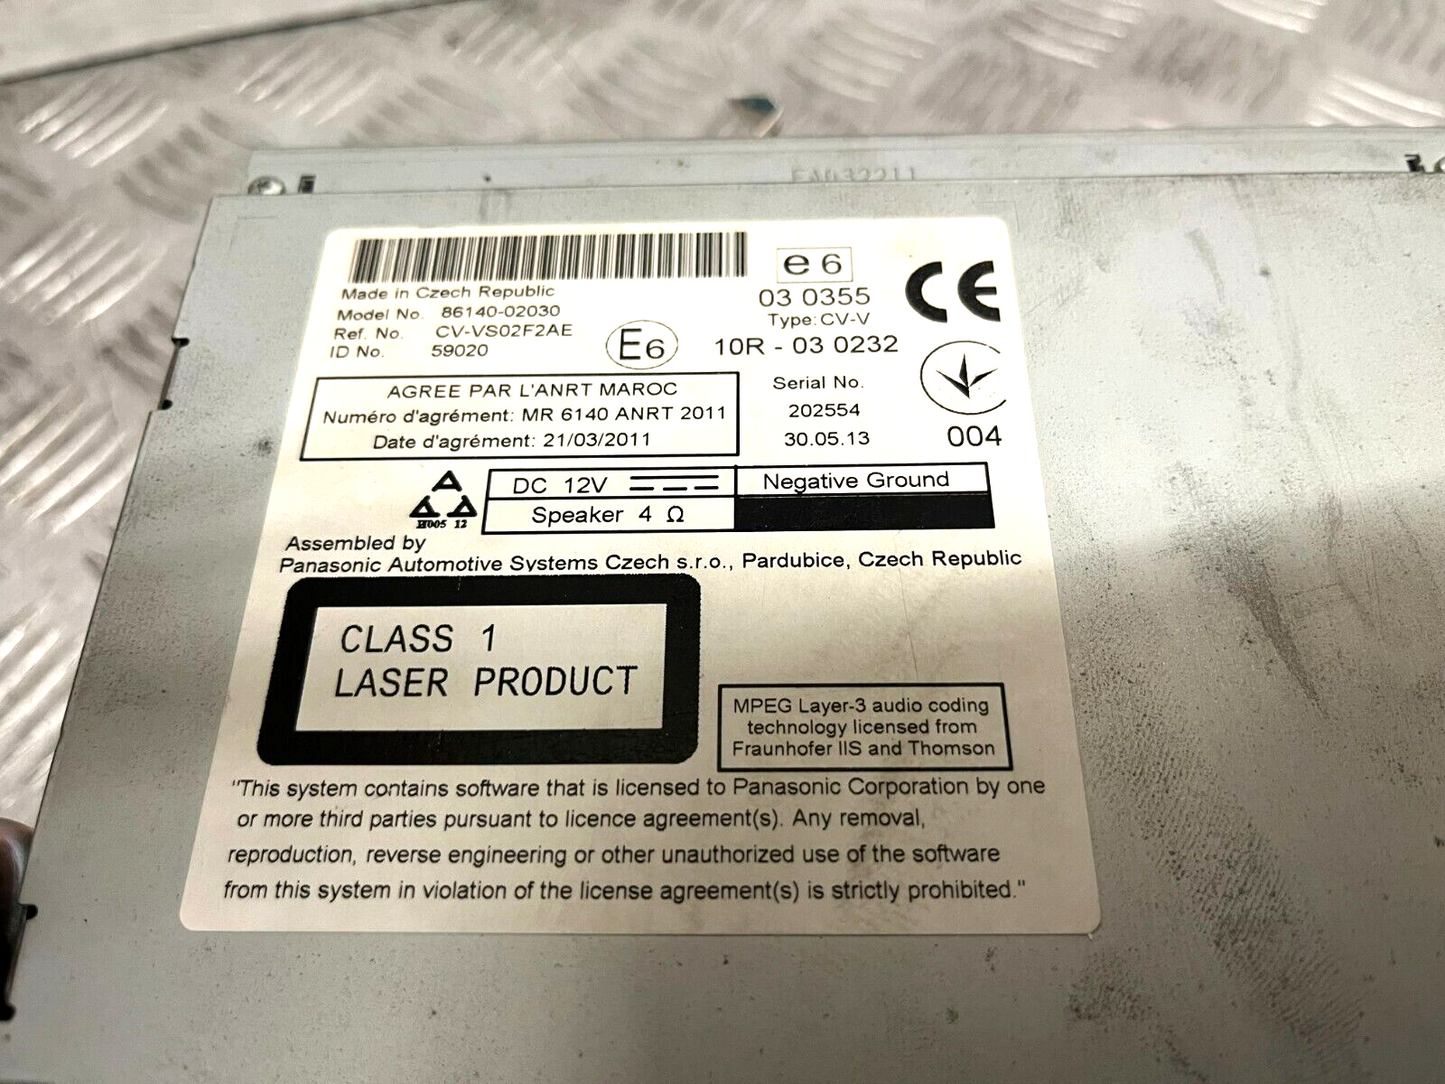 Made in Czech Republic
Model No. 86140-02030
Ref. No. CV-VS02F2AE
ID No. 59020
E6
e6
03 0355
Type: CV-V
10R - 03 0232
CE
Serial No.
202554
30.05.13
004
AGREE PAR L'ANRT MAROC
Numéro d'agrément: MR 6140 ANRT 2011
Date d'agrément: 21/03/2011
12
DC 12V
Negative Ground
Speaker 4 Ω
Assembled by
Panasonic Automotive Systems Czech s.r.o., Pardubice, Czech Republic
CLASS 1
LASER PRODUCT
MPEG Layer-3 audio coding
technology licensed from
Fraunhofer IIS and Thomson
"This system contains software that is licensed to Panasonic Corporation by one
or more third parties pursuant to licence agreement(s). Any removal,
reproduction, reverse engineering or other unauthorized use of the software
from this system in violation of the license agreement(s) is strictly prohibited."